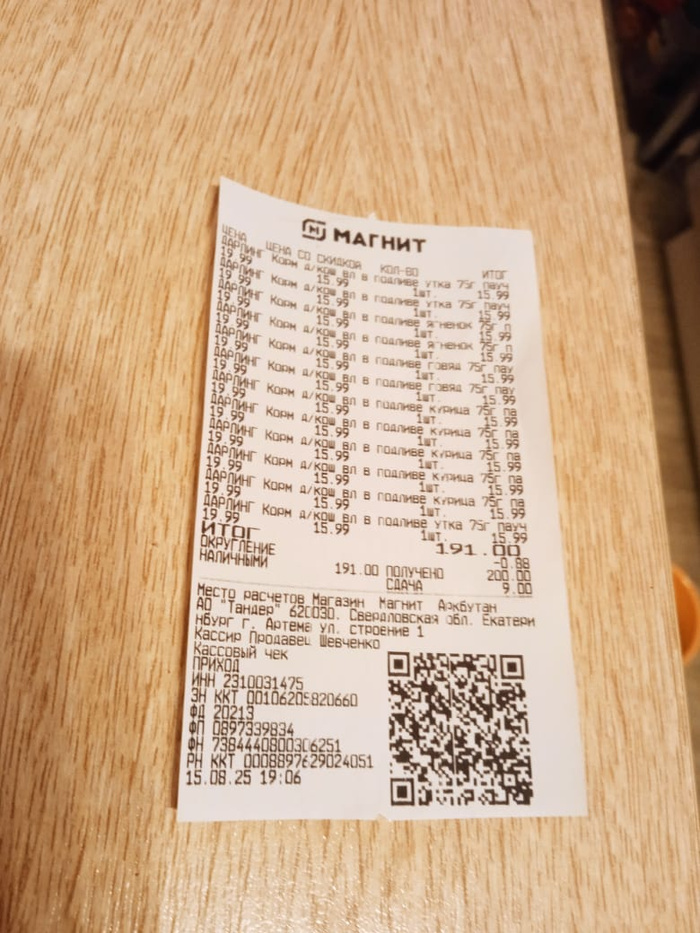 МАГНИТ
ЦЕНА ЦЕНА СО СКИДКОЙ КОЛ-ВО ИТОГ
ДАРЛИНГ Корм д/кош вл в подливе утка 75г пауч
19.99 15.99 1шт. 15.99
ДАРЛИНГ Корм д/кош вл в подливе утка 75г пауч
19.99 15.99 1шт. 15.99
ДАРЛИНГ Корм д/кош вл в подливе ягненок 75г п
19.99 15.99 1шт. 15.99
ДАРЛИНГ Корм д/кош вл в подливе ягненок 75г п
19.99 15.99 1шт. 15.99
ДАРЛИНГ Корм д/кош вл в подливе говяд 75г пау
19.99 15.99 1шт. 15.99
ДАРЛИНГ Корм д/кош вл в подливе говяд 75г пау
19.99 15.99 1шт. 15.99
ДАРЛИНГ Корм д/кош вл в подливе курица 75г па
19.99 15.99 1шт. 15.99
ДАРЛИНГ Корм д/кош вл в подливе курица 75г па
19.99 15.99 1шт. 15.99
ДАРЛИНГ Корм д/кош вл в подливе курица 75г па
19.99 15.99 1шт. 15.99
ДАРЛИНГ Корм д/кош вл в подливе курица 75г па
19.99 15.99 1шт. 15.99
ДАРЛИНГ Корм д/кош вл в подливе курица 75г па
19.99 15.99 1шт. 15.99
ДАРЛИНГ Корм д/кош вл в подливе утка 75г пауч
19.99 15.99 1шт. 15.99
ИТОГ 191.00
ОКРУГЛЕНИЕ -0.88
НАЛИЧНЫМИ 191.00 ПОЛУЧЕНО 200.00
СДАЧА 9.00
Место расчетов Магазин Магнит Аркбутан
АО "Тандер" 620030, Свердловская обл, Екатери
нбург г, Артема ул, строение 1
Кассир Продавец Шевченко
Кассовый чек
ПРИХОД
ИНН 2310031475
ЗН ККТ 00106205820660
ФД 20213
ФП 0897339834
ФН 7384440800306251
РН ККТ 0008897629024051
15.08.25 19:06